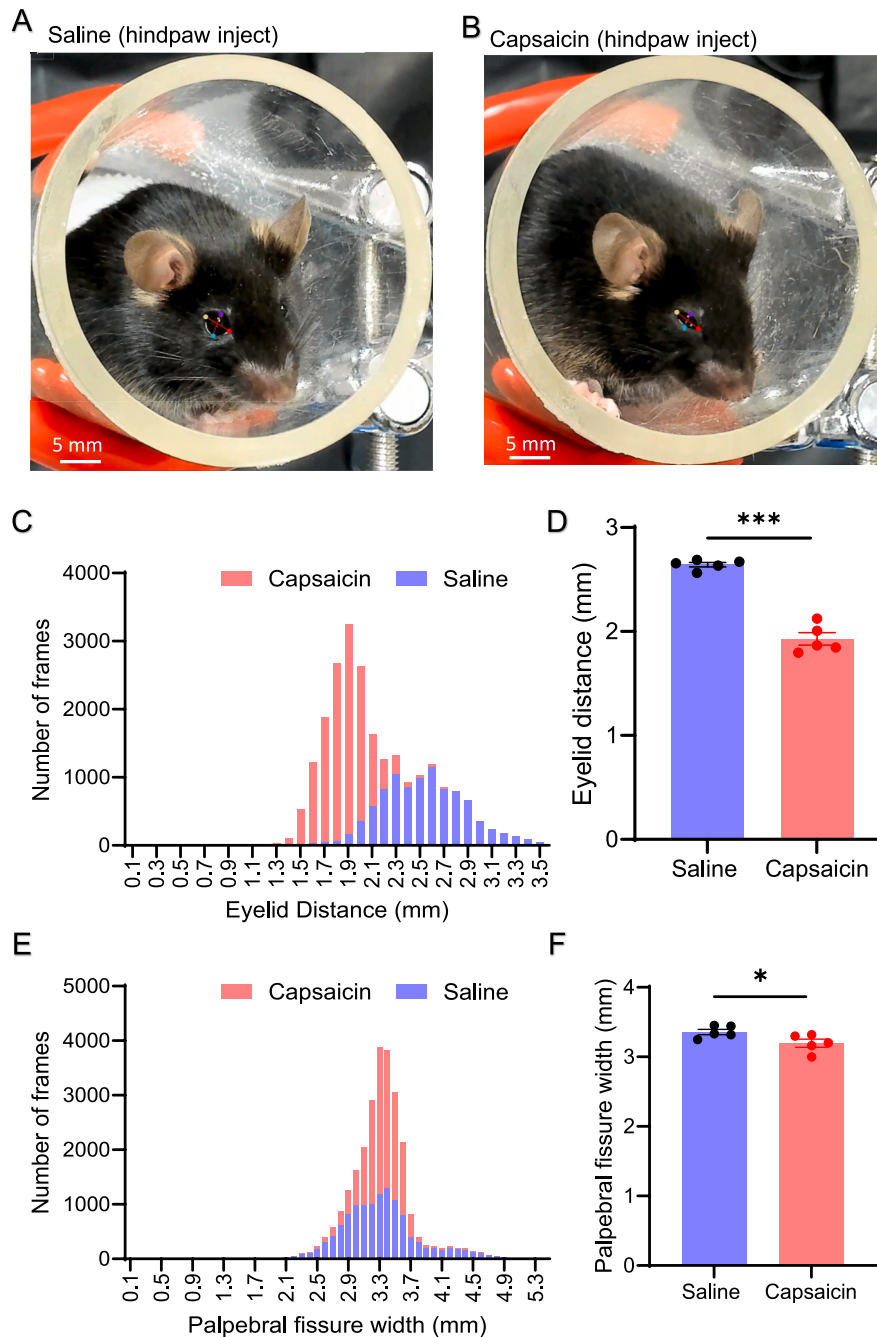 A
Saline (hindpaw inject)
5 mm
B
Capsaicin (hindpaw inject)
5 mm
C
Capsaicin
Saline
Number of frames
4000
3000
2000
1000
0
0.1 0.3 0.5 0.7 0.9 1.1 1.3 1.5 1.7 1.9 2.1 2.3 2.5 2.7 2.9 3.1 3.3 3.5
Eyelid Distance (mm)
D
***
Eyelid distance (mm)
3
2
1
0
Saline Capsaicin
E
Capsaicin
Saline
Number of frames
5000
4000
3000
2000
1000
0
0.1 0.5 0.9 1.3 1.7 2.1 2.5 2.9 3.3 3.7 4.1 4.5 4.9 5.3
Palpebral fissure width (mm)
F
*
Palpebral fissure width (mm)
4
3
2
1
0
Saline Capsaicin